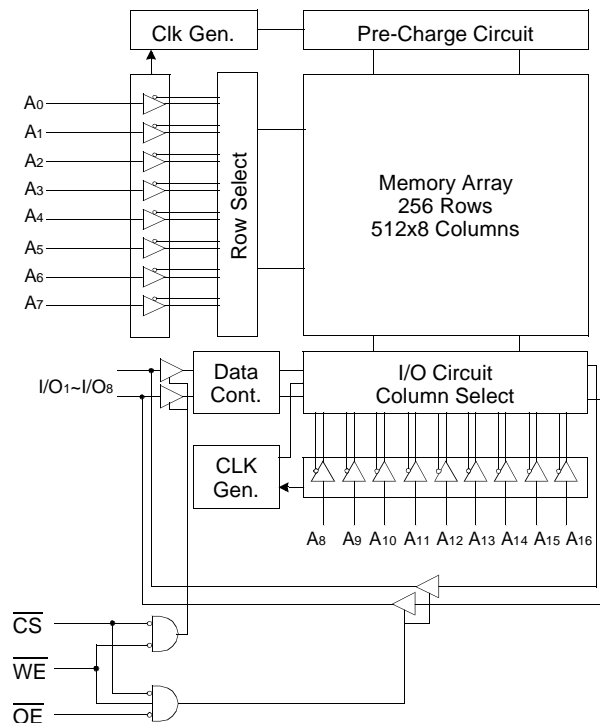 Clk Gen.
Pre-Charge Circuit
A0
A1
A2
A3
A4
A5
A6
A7
Row Select
Memory Array
256 Rows
512x8 Columns
I/O1~I/O8
Data
Cont.
I/O Circuit
Column Select
CLK
Gen.
A8 A9 A10 A11 A12 A13 A14 A15 A16
CS
WE
OE